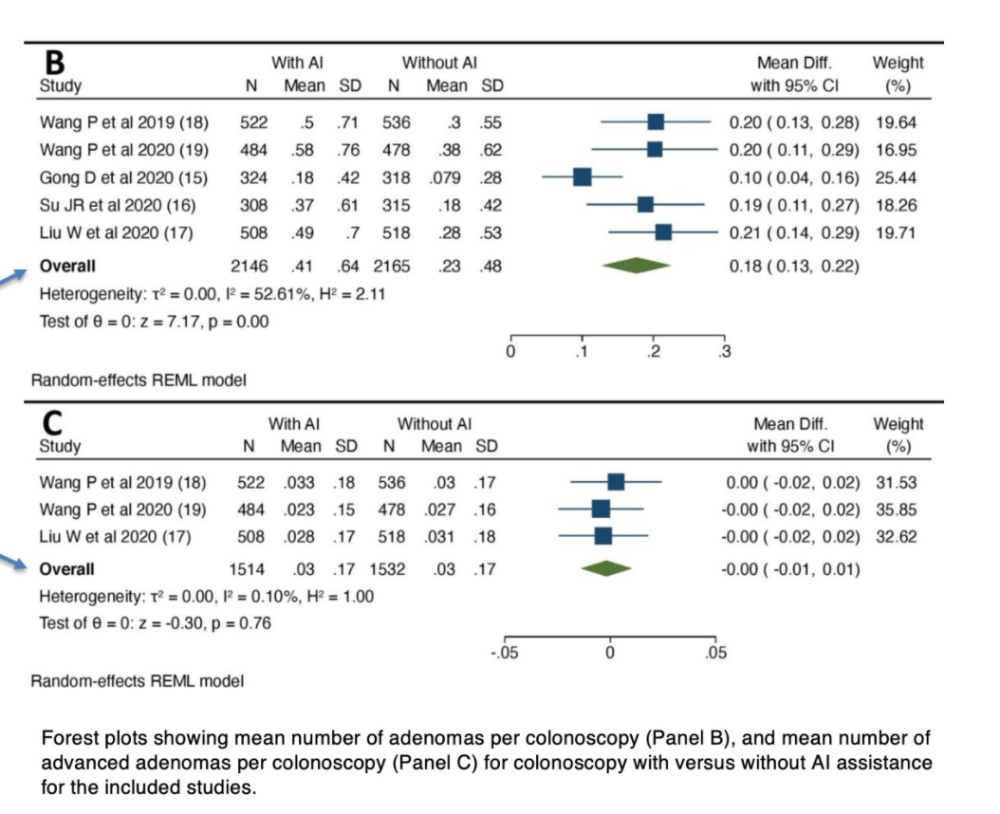 B
With AI Without AI Mean Diff. Weight
Study N Mean SD N Mean SD with 95% CI (%)
Wang P et al 2019 (18) 522 .5 .71 536 .3 .55 0.20 ( 0.13, 0.28) 19.64
Wang P et al 2020 (19) 484 .58 .76 478 .38 .62 0.20 ( 0.11, 0.29) 16.95
Gong D et al 2020 (15) 324 .18 .42 318 .079 .28 0.10 ( 0.04, 0.16) 25.44
Su JR et al 2020 (16) 308 .37 .61 315 .18 .42 0.19 ( 0.11, 0.27) 18.26
Liu W et al 2020 (17) 508 .49 .7 518 .28 .53 0.21 ( 0.14, 0.29) 19.71
Overall 2146 .41 .64 2165 .23 .48 0.18 ( 0.13, 0.22)
Heterogeneity: τ² = 0.00, I² = 52.61%, H² = 2.11
Test of θ = 0: z = 7.17, p = 0.00
0 .1 .2 .3
Random-effects REML model
C
With AI Without AI Mean Diff. Weight
Study N Mean SD N Mean SD with 95% CI (%)
Wang P et al 2019 (18) 522 .033 .18 536 .03 .17 0.00 ( -0.02, 0.02) 31.53
Wang P et al 2020 (19) 484 .023 .15 478 .027 .16 -0.00 ( -0.02, 0.02) 35.85
Liu W et al 2020 (17) 508 .028 .17 518 .031 .18 -0.00 ( -0.02, 0.02) 32.62
Overall 1514 .03 .17 1532 .03 .17 -0.00 ( -0.01, 0.01)
Heterogeneity: τ² = 0.00, I² = 0.10%, H² = 1.00
Test of θ = 0: z = -0.30, p = 0.76
-.05 0 .05
Random-effects REML model
Forest plots showing mean number of adenomas per colonoscopy (Panel B), and mean number of
advanced adenomas per colonoscopy (Panel C) for colonoscopy with versus without AI assistance
for the included studies.